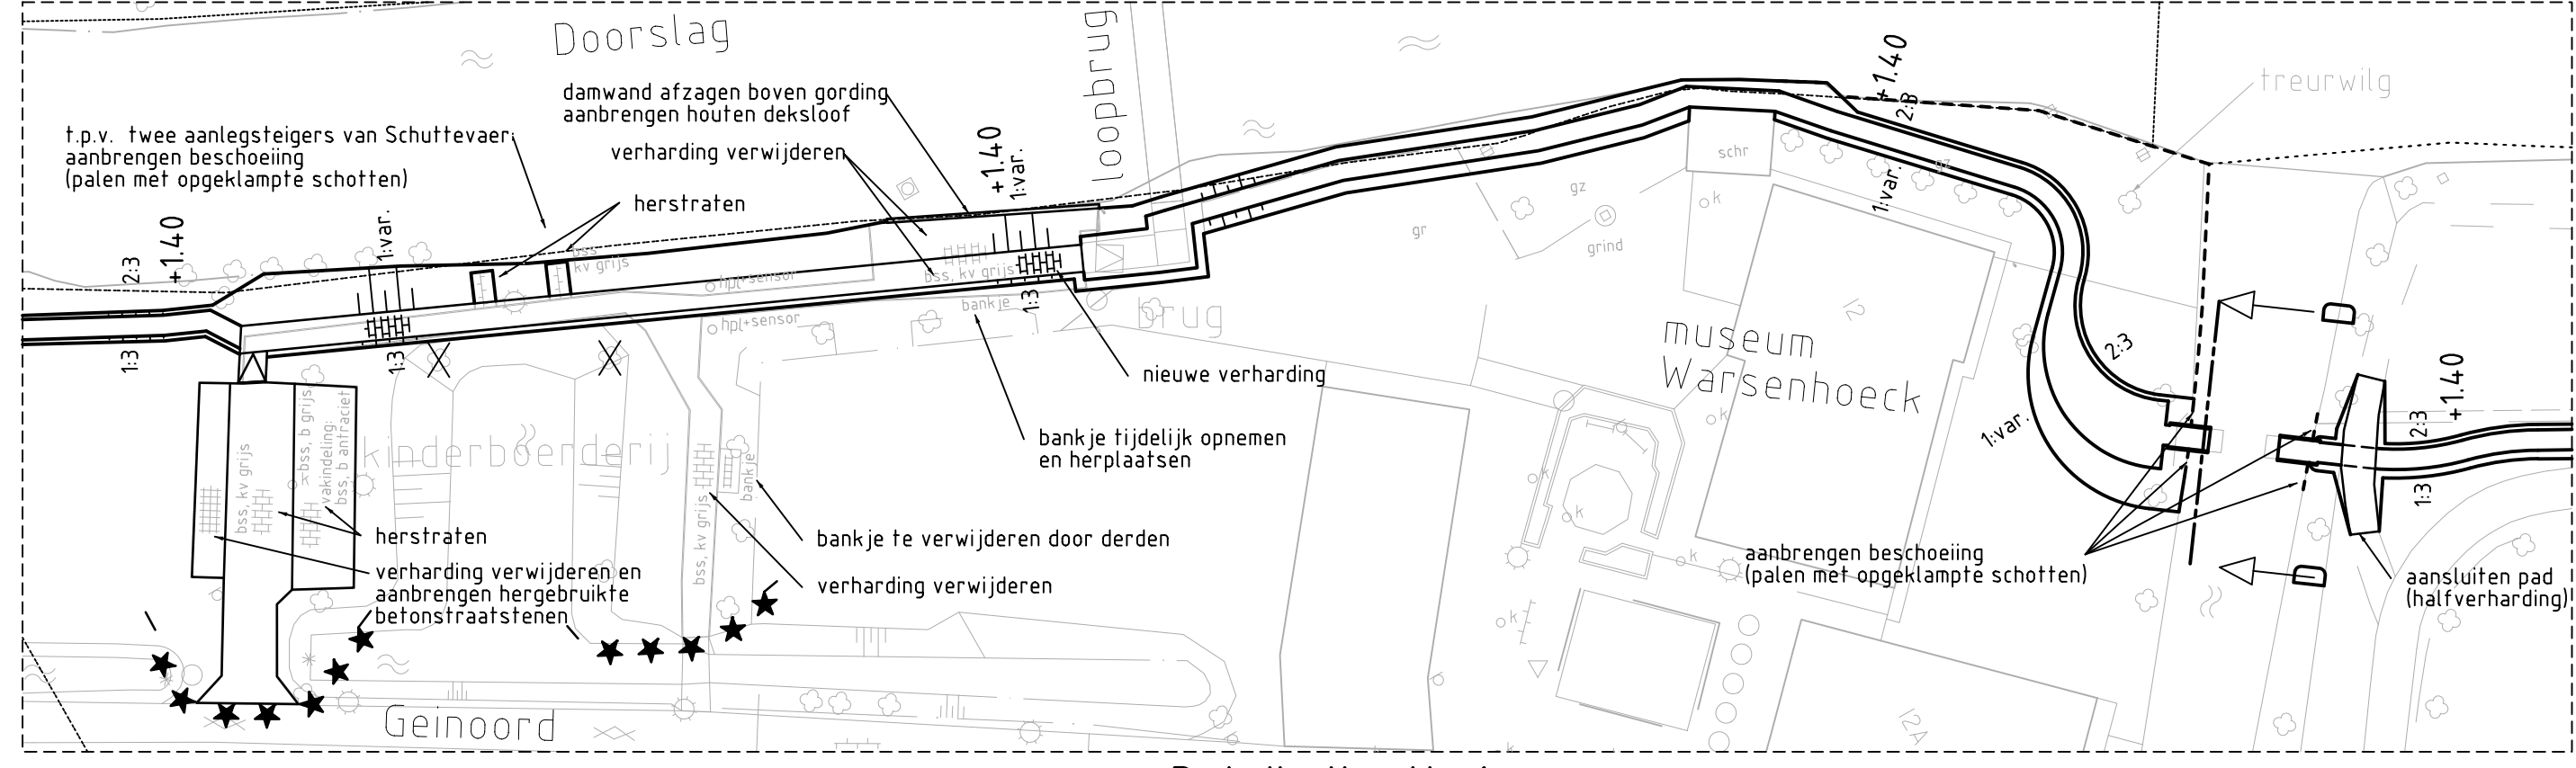 Doorslag
loopbrug
+1.40
2:3
treurwilg
damwand afzagen boven gording
aanbrengen houten deksloof
t.p.v. twee aanlegsteigers van Schuttevaer:
aanbrengen beschoeiing
(palen met opgeklampte schotten)
verharding verwijderen
+1.40
1:var.
herstraten
schr
gz
gz
1:var.
k
gr
grind
2:3
+1.40
1:var.
bss
kv grijs
hpl+sensor
bss, kv grijs
bankje
1:3
hpl+sensor
brug
12
D
museum
Warsenhoeck
2:3
1:3
1:3
nieuwe verharding
k
1:var.
2:3
+1.40
1:3
bankje tijdelijk opnemen
en herplaatsen
kinderboerderij
bss, kv grijs
k
bss, b grijs
vakindeling:
bss, b antraciet
bss, kv grijs
bankje
k
k
herstraten
bankje te verwijderen door derden
aanbrengen beschoeiing
(palen met opgeklampte schotten)
k
D
aansluiten pad
(halfverharding)
verharding verwijderen en
aanbrengen hergebruikte
betonstraatstenen
verharding verwijderen
k
Geinoord
12A
k